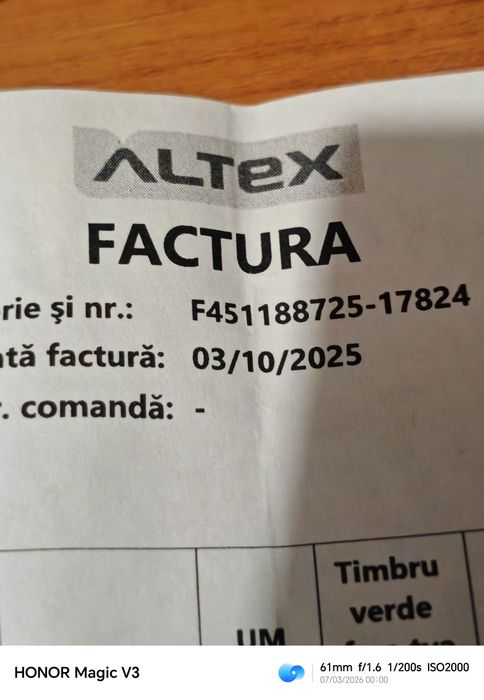 ALTEX
FACTURA
rie şi nr.: F451188725-17824
tă factură: 03/10/2025
. comandă: -
Timbru
verde
UM
HONOR Magic V3
61mm f/1.6 1/200s ISO2000
07/03/2026 00:00